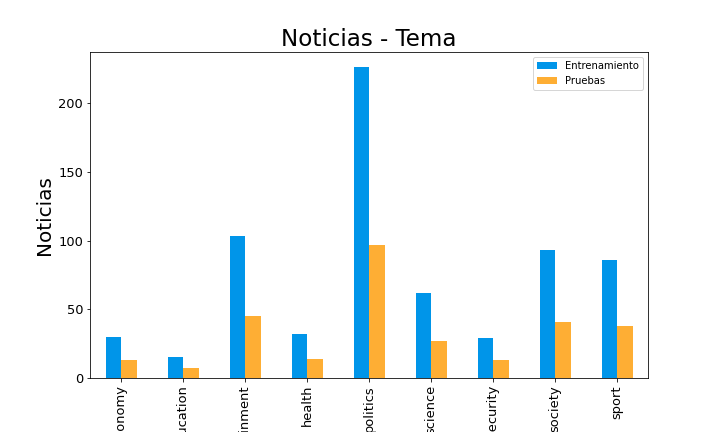 Noticias - Tema
Entrenamiento
Pruebas
Noticias
200
150
100
50
0
onomy
ucation
inment
health
politics
science
ecurity
society
sport